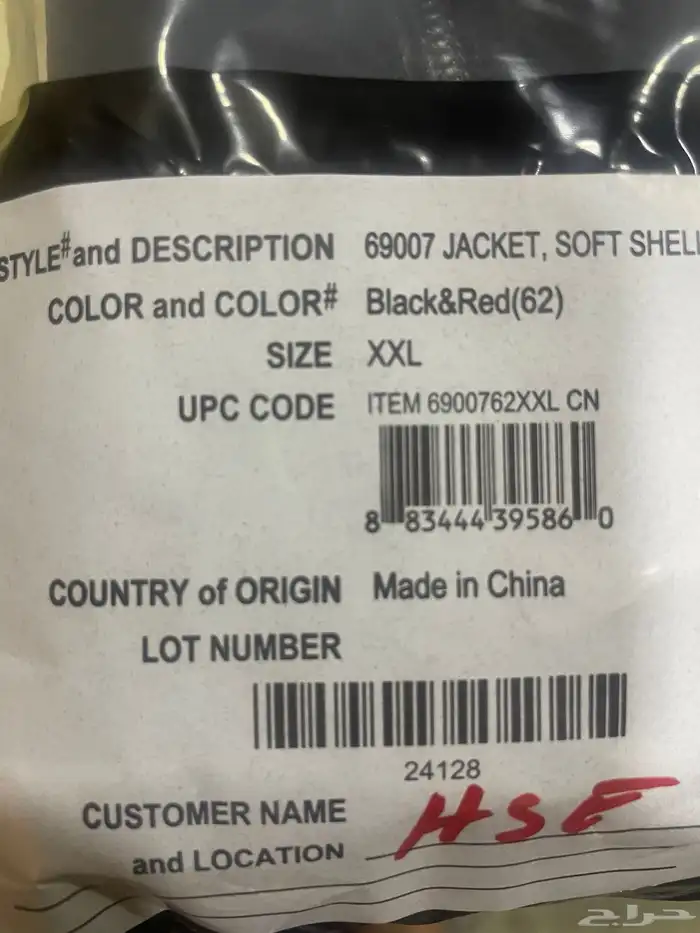 STYLE# and DESCRIPTION 69007 JACKET, SOFT SHELL
COLOR and COLOR# Black&Red(62)
SIZE XXL
UPC CODE ITEM 6900762XXL CN
8 83444 39586 0
COUNTRY of ORIGIN Made in China
LOT NUMBER
24128
CUSTOMER NAME HSE
and LOCATION
حراج